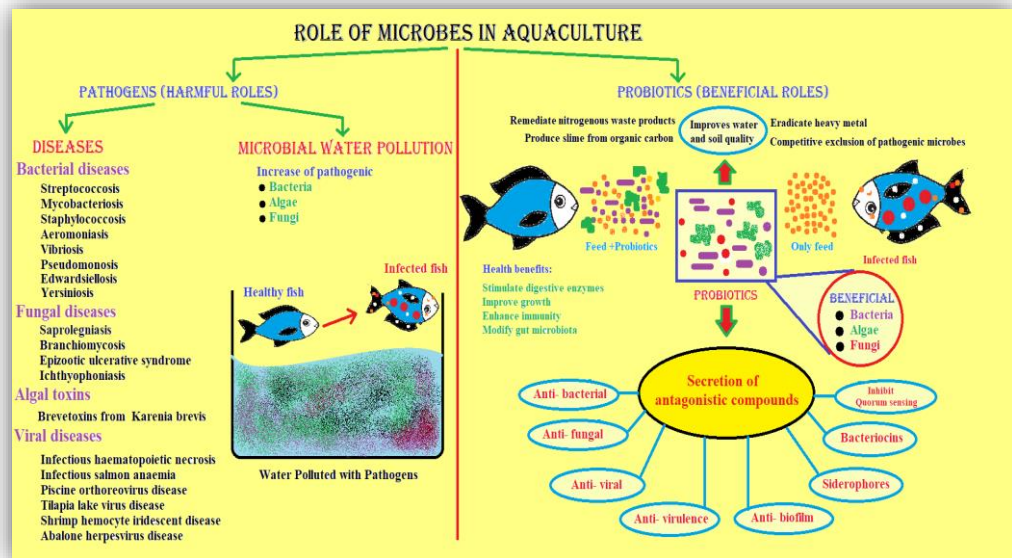 ROLE OF MICROBES IN AQUACULTURE
PATHOGENS (HARMFUL ROLES)
DISEASES
Bacterial diseases
Streptococcosis
Mycobacteriosis
Staphylococcosis
Aeromoniasis
Vibriosis
Pseudomonosis
Edwardsiellosis
Yersiniosis
Fungal diseases
Saprolegniasis
Branchiomycosis
Epizootic ulcerative syndrome
Ichthyophoniasis
Algal toxins
Brevetoxins from Karenia brevis
Viral diseases
Infectious haematopoietic necrosis
Infectious salmon anaemia
Piscine orthoreovirus disease
Tilapia lake virus disease
Shrimp hemocyte iridescent disease
Abalone herpesvirus disease
MICROBIAL WATER POLLUTION
Increase of pathogenic
● Bacteria
● Algae
● Fungi
Healthy fish
Infected fish
Water Polluted with Pathogens
PROBIOTICS (BENEFICIAL ROLES)
Remediate nitrogenous waste products
Produce slime from organic carbon
Improves water
and soil quality
Eradicate heavy metal
Competitive exclusion of pathogenic microbes
Feed +Probiotics
Only feed
Infected fish
Health benefits:
Stimulate digestive enzymes
Improve growth
Enhance immunity
Modify gut microbiota
PROBIOTICS
BENEFICIAL
● Bacteria
● Algae
● Fungi
Secretion of
antagonistic compounds
Anti- bacterial
Anti- fungal
Anti- viral
Anti- virulence
Anti- biofilm
Siderophores
Bacteriocins
Inhibit
Quorum sensing